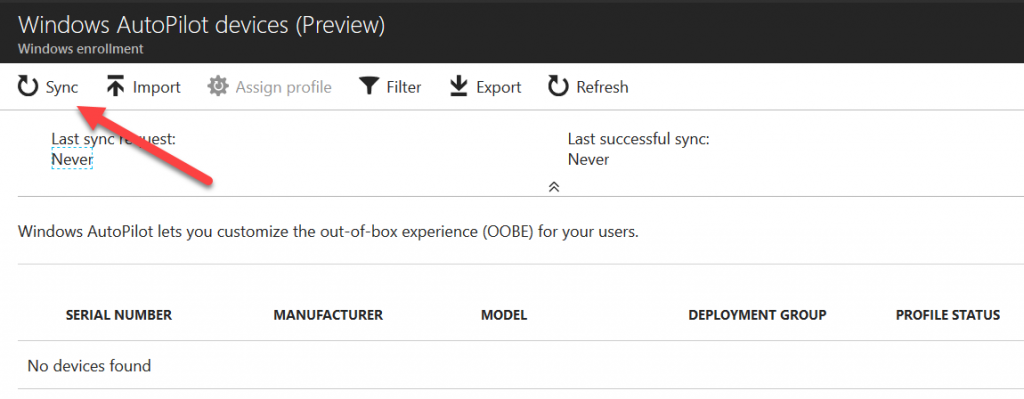 Windows AutoPilot devices (Preview)
Windows enrollment
Sync Import Assign profile Filter Export Refresh
Last sync request: Last successful sync:
Never Never
Windows AutoPilot lets you customize the out-of-box experience (OOBE) for your users.
SERIAL NUMBER MANUFACTURER MODEL DEPLOYMENT GROUP PROFILE STATUS
No devices found